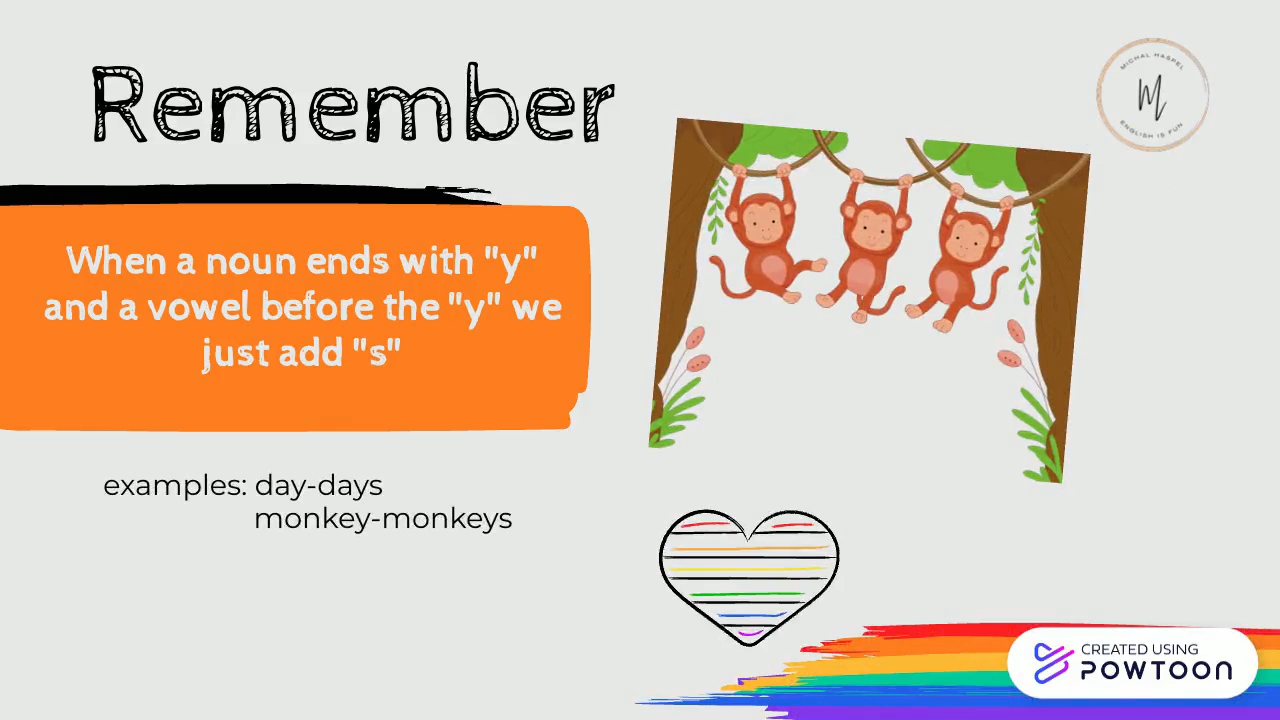 Remember
MICHAL HASPEL
M
ENGLISH IS FUN
When a noun ends with "y"
and a vowel before the "y" we
just add "s"
examples: day-days
monkey-monkeys
CREATED USING
POWTOON